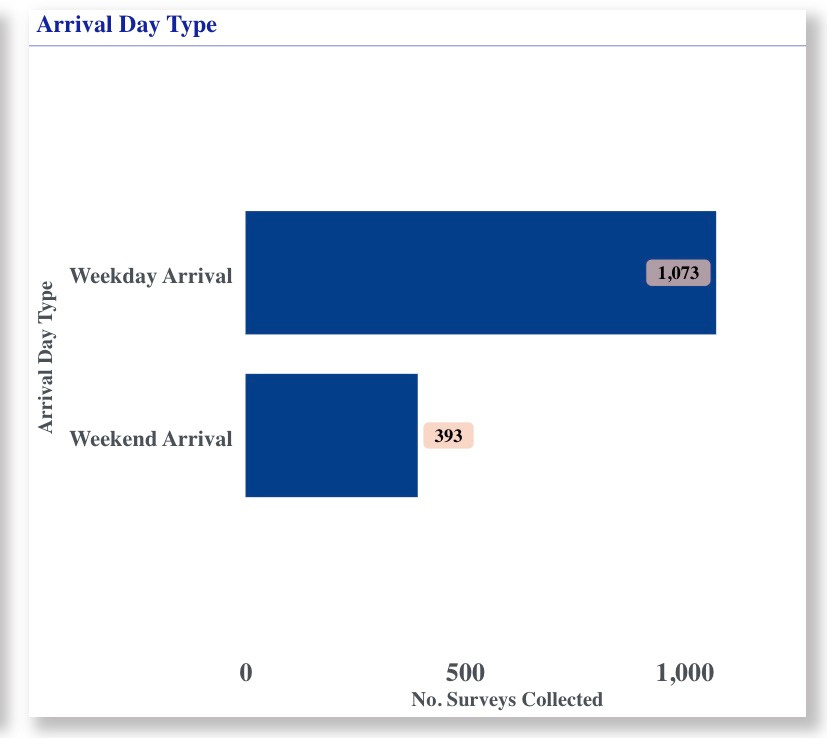 Arrival Day Type
Arrival Day Type
Weekday Arrival
1,073
Weekend Arrival
393
0 500 1,000
No. Surveys Collected